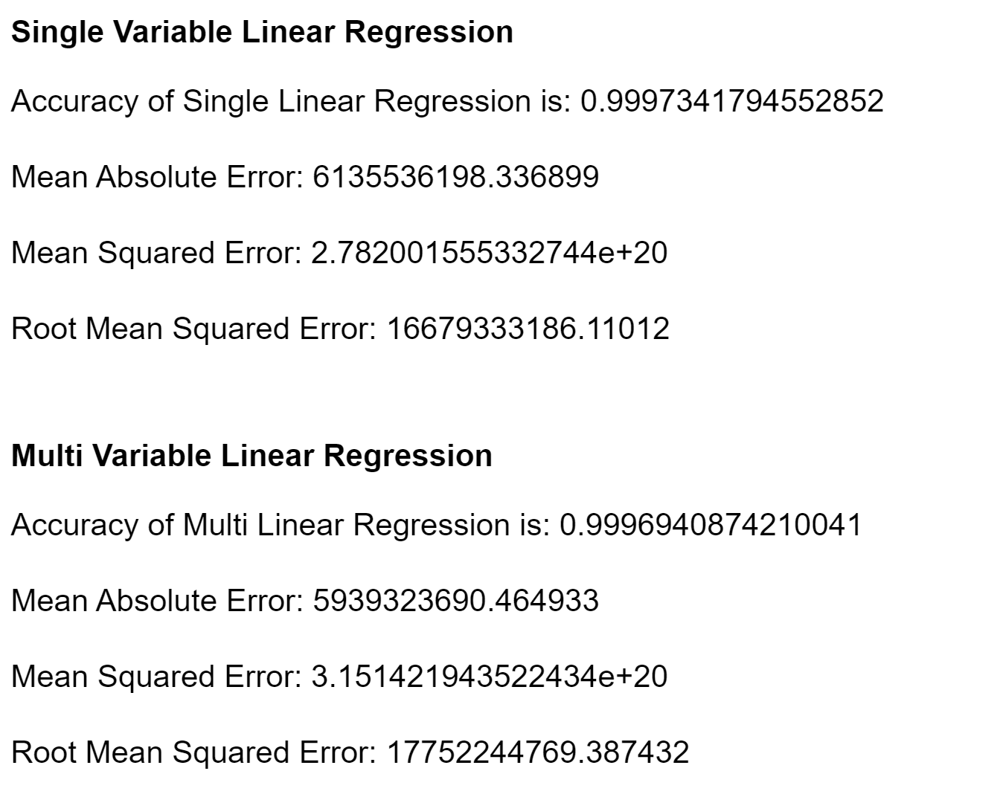 Single Variable Linear Regression
Accuracy of Single Linear Regression is: 0.9997341794552852
Mean Absolute Error: 6135536198.336899
Mean Squared Error: 2.782001555332744e+20
Root Mean Squared Error: 16679333186.11012
Multi Variable Linear Regression
Accuracy of Multi Linear Regression is: 0.9996940874210041
Mean Absolute Error: 5939323690.464933
Mean Squared Error: 3.151421943522434e+20
Root Mean Squared Error: 17752244769.387432